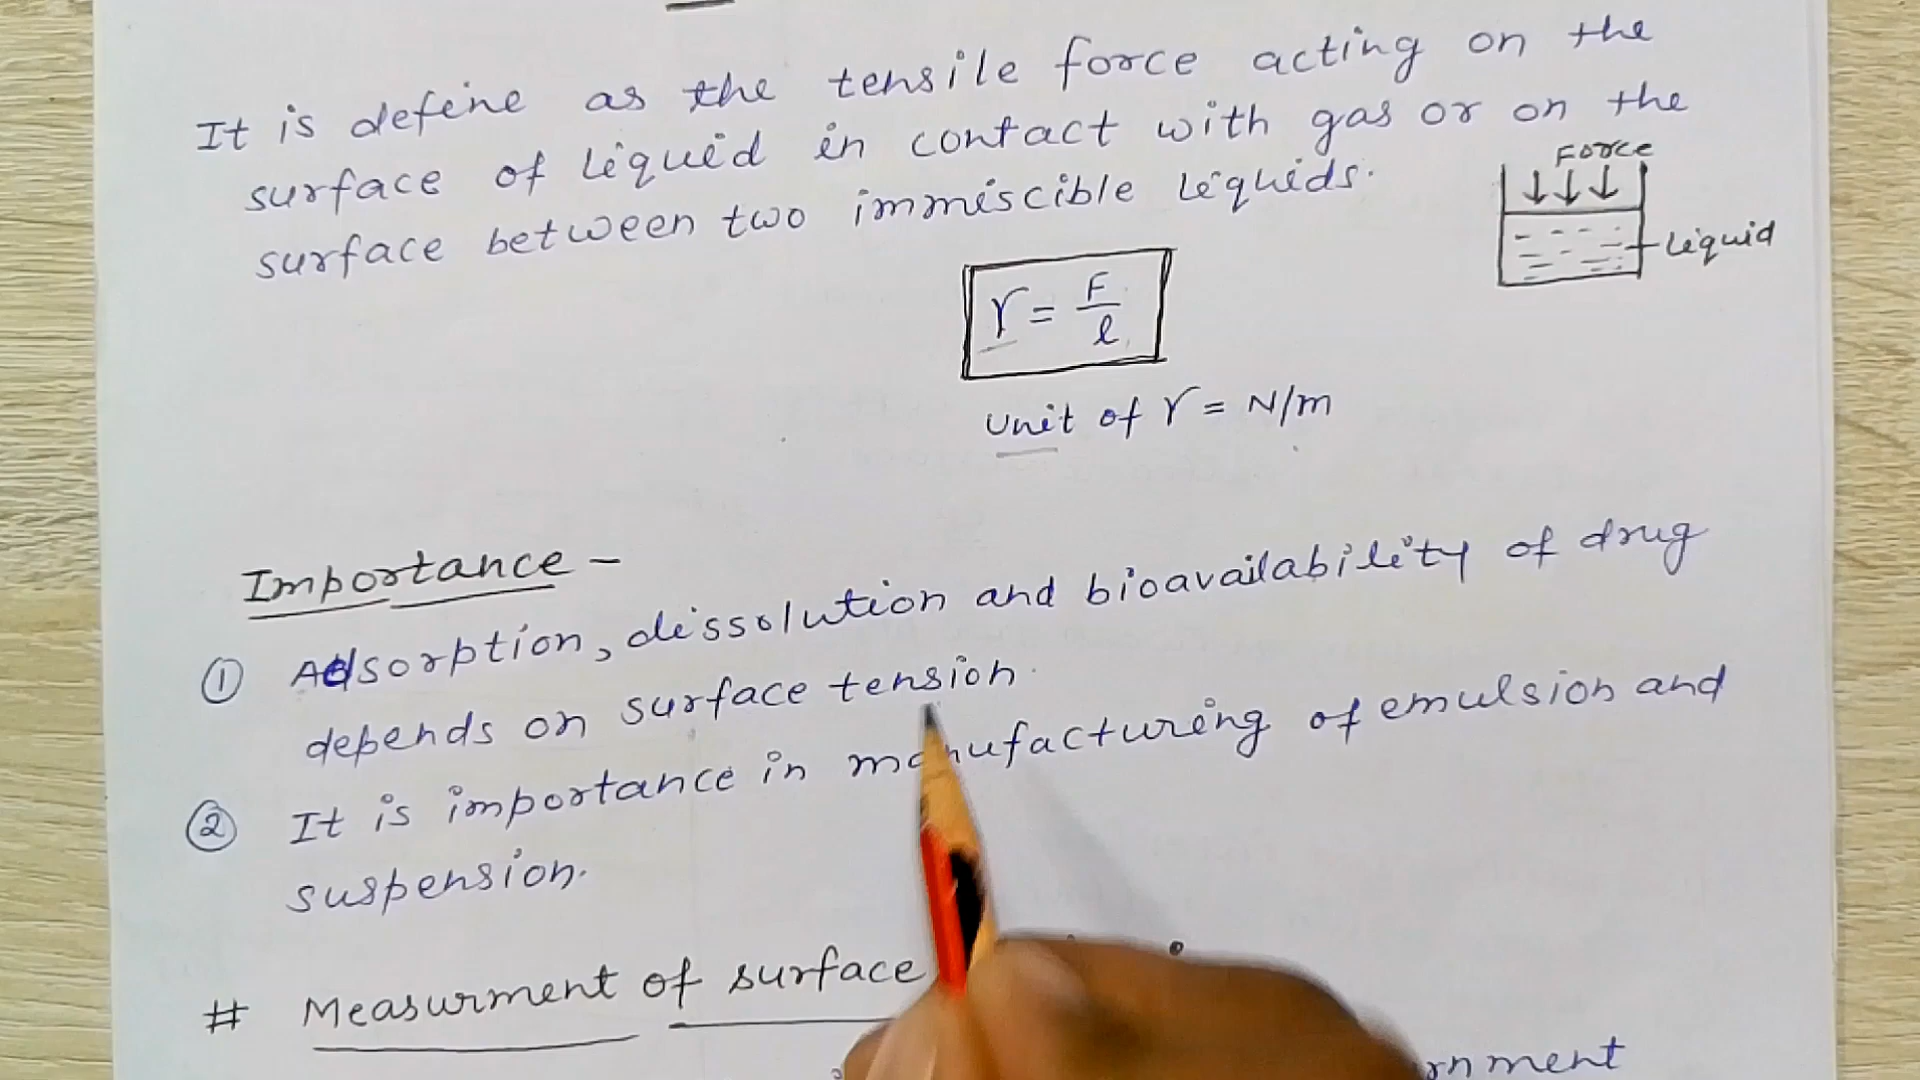 It is define as the tensile force acting on the
surface of liquid in contact with gas or on the
surface between two immiscible liquids.
Force
Liquid
γ = F/l
Unit of γ = N/m
Importance -
① Adsorption, dissolution and bioavailability of drug
depends on surface tension.
② It is importance in manufacturing of emulsion and
suspension.
# Measurment of surface